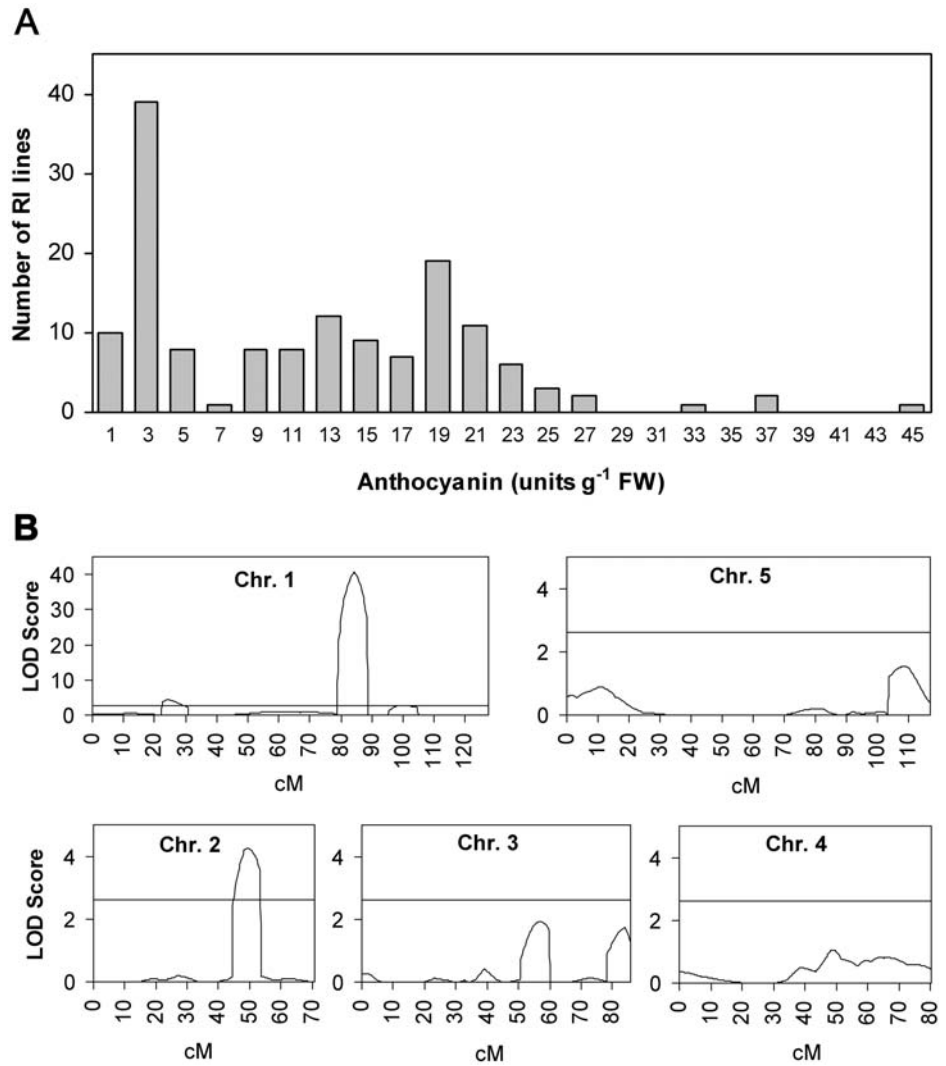 A
Number of RI lines
40
30
20
10
0
1 3 5 7 9 11 13 15 17 19 21 23 25 27 29 31 33 35 37 39 41 43 45
Anthocyanin (units g⁻¹ FW)
B
Chr. 1
LOD Score
40
30
20
10
0
0 10 20 30 40 50 60 70 80 90 100 110 120
cM
Chr. 5
4
2
0
0 10 20 30 40 50 60 70 80 90 100 110
cM
Chr. 2
LOD Score
4
2
0
0 10 20 30 40 50 60 70
cM
Chr. 3
4
2
0
0 10 20 30 40 50 60 70 80
cM
Chr. 4
4
2
0
0 10 20 30 40 50 60 70 80
cM